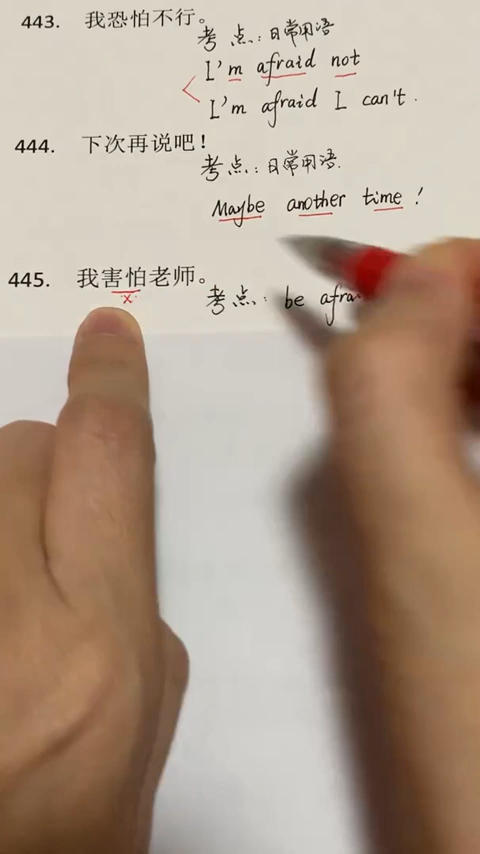 443. 我恐怕不行。
考点:日常用语
I'm afraid not
I'm afraid I can't.
444. 下次再说吧!
考点:日常用语.
Maybe another time!
445. 我害怕老师。
x.
考点: be